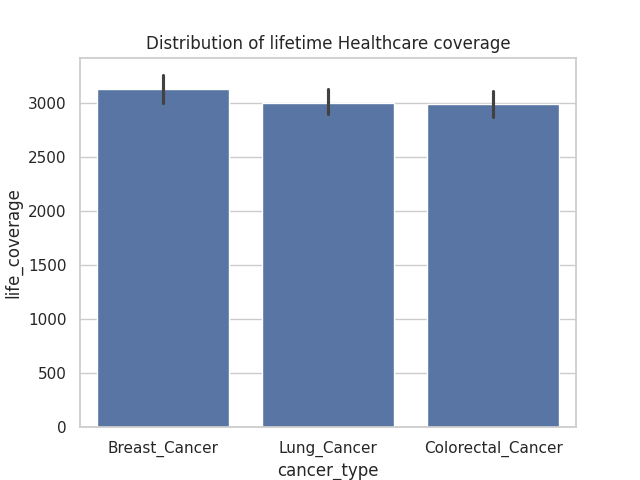 Distribution of lifetime Healthcare coverage
life_coverage
3000
2500
2000
1500
1000
500
0
Breast_Cancer Lung_Cancer Colorectal_Cancer
cancer_type